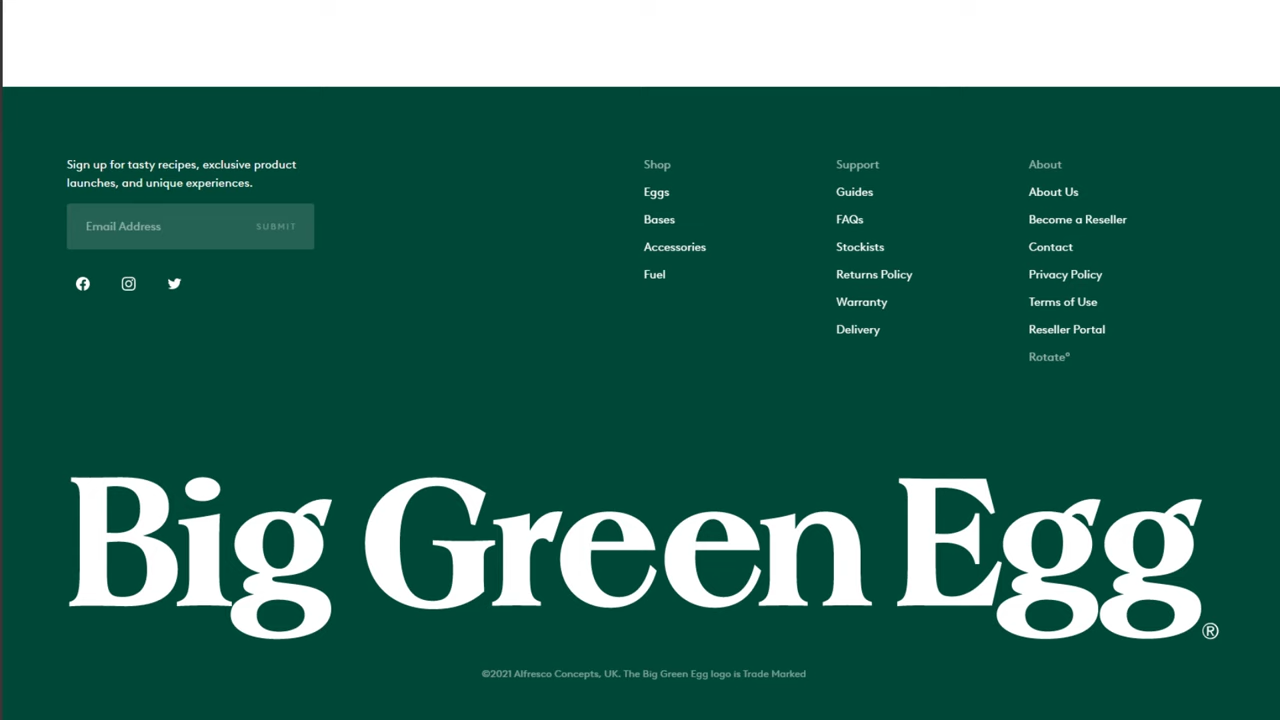 Sign up for tasty recipes, exclusive product
launches, and unique experiences.
Email Address
SUBMIT
Shop
Eggs
Bases
Accessories
Fuel
Support
Guides
FAQs
Stockists
Returns Policy
Warranty
Delivery
About
About Us
Become a Reseller
Contact
Privacy Policy
Terms of Use
Reseller Portal
Rotate°
Big Green Egg®
©2021 Alfresco Concepts, UK. The Big Green Egg logo is Trade Marked